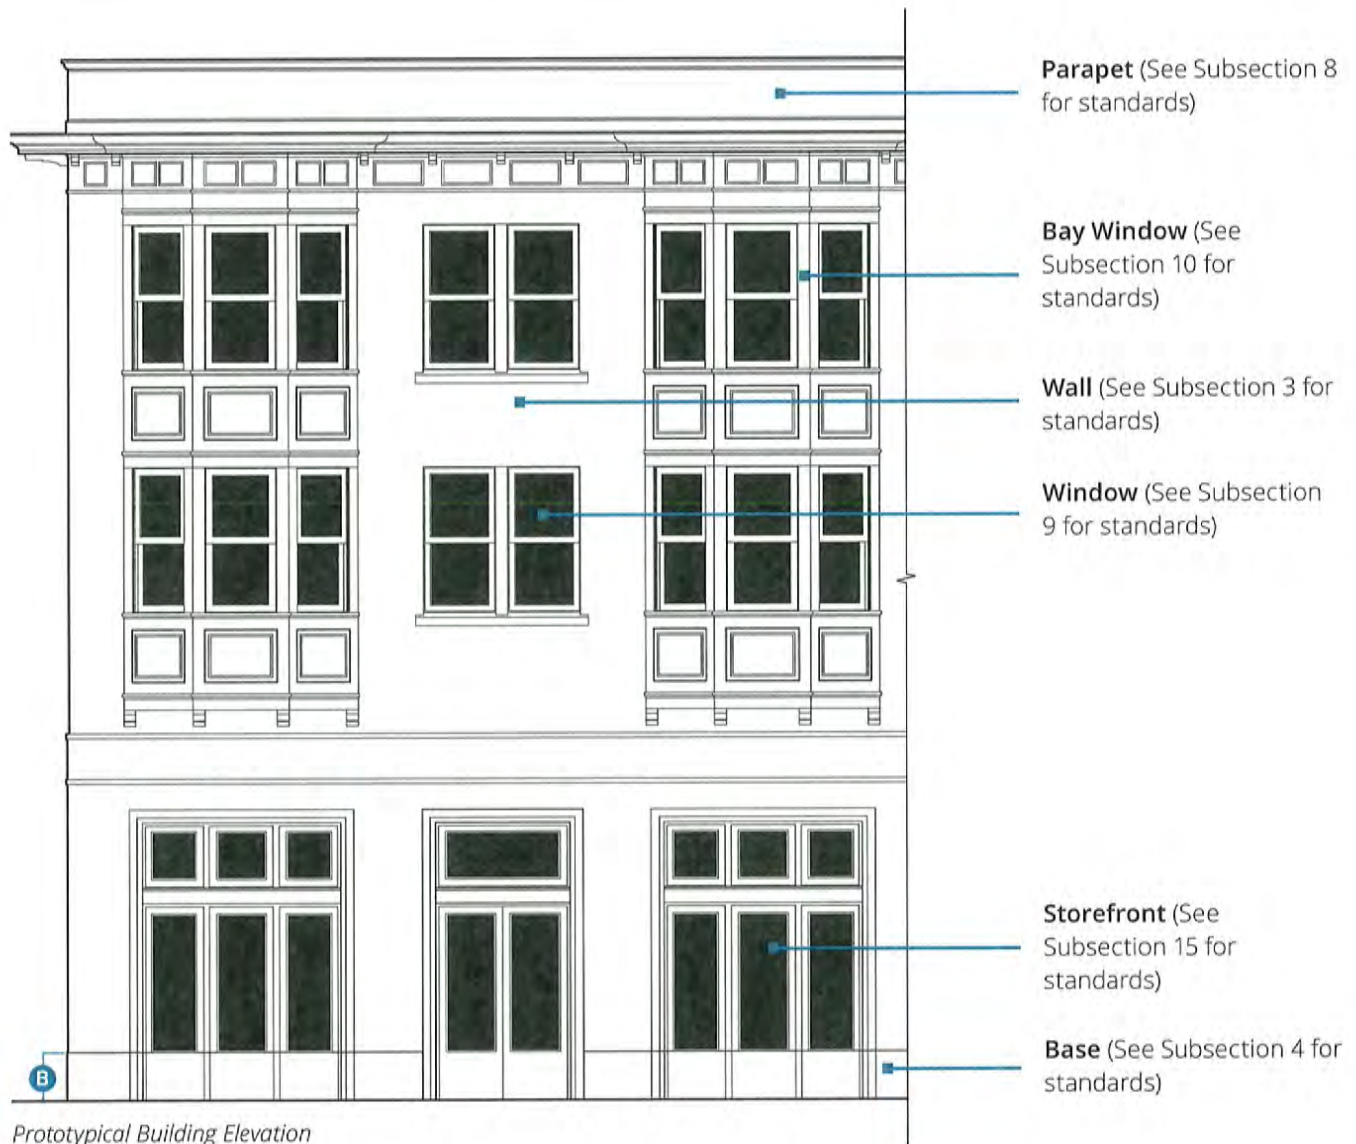 Parapet (See Subsection 8
for standards)
Bay Window (See
Subsection 10 for
standards)
Wall (See Subsection 3 for
standards)
Window (See Subsection
9 for standards)
Storefront (See
Subsection 15 for
standards)
Base (See Subsection 4 for
standards)
B
Prototypical Building Elevation